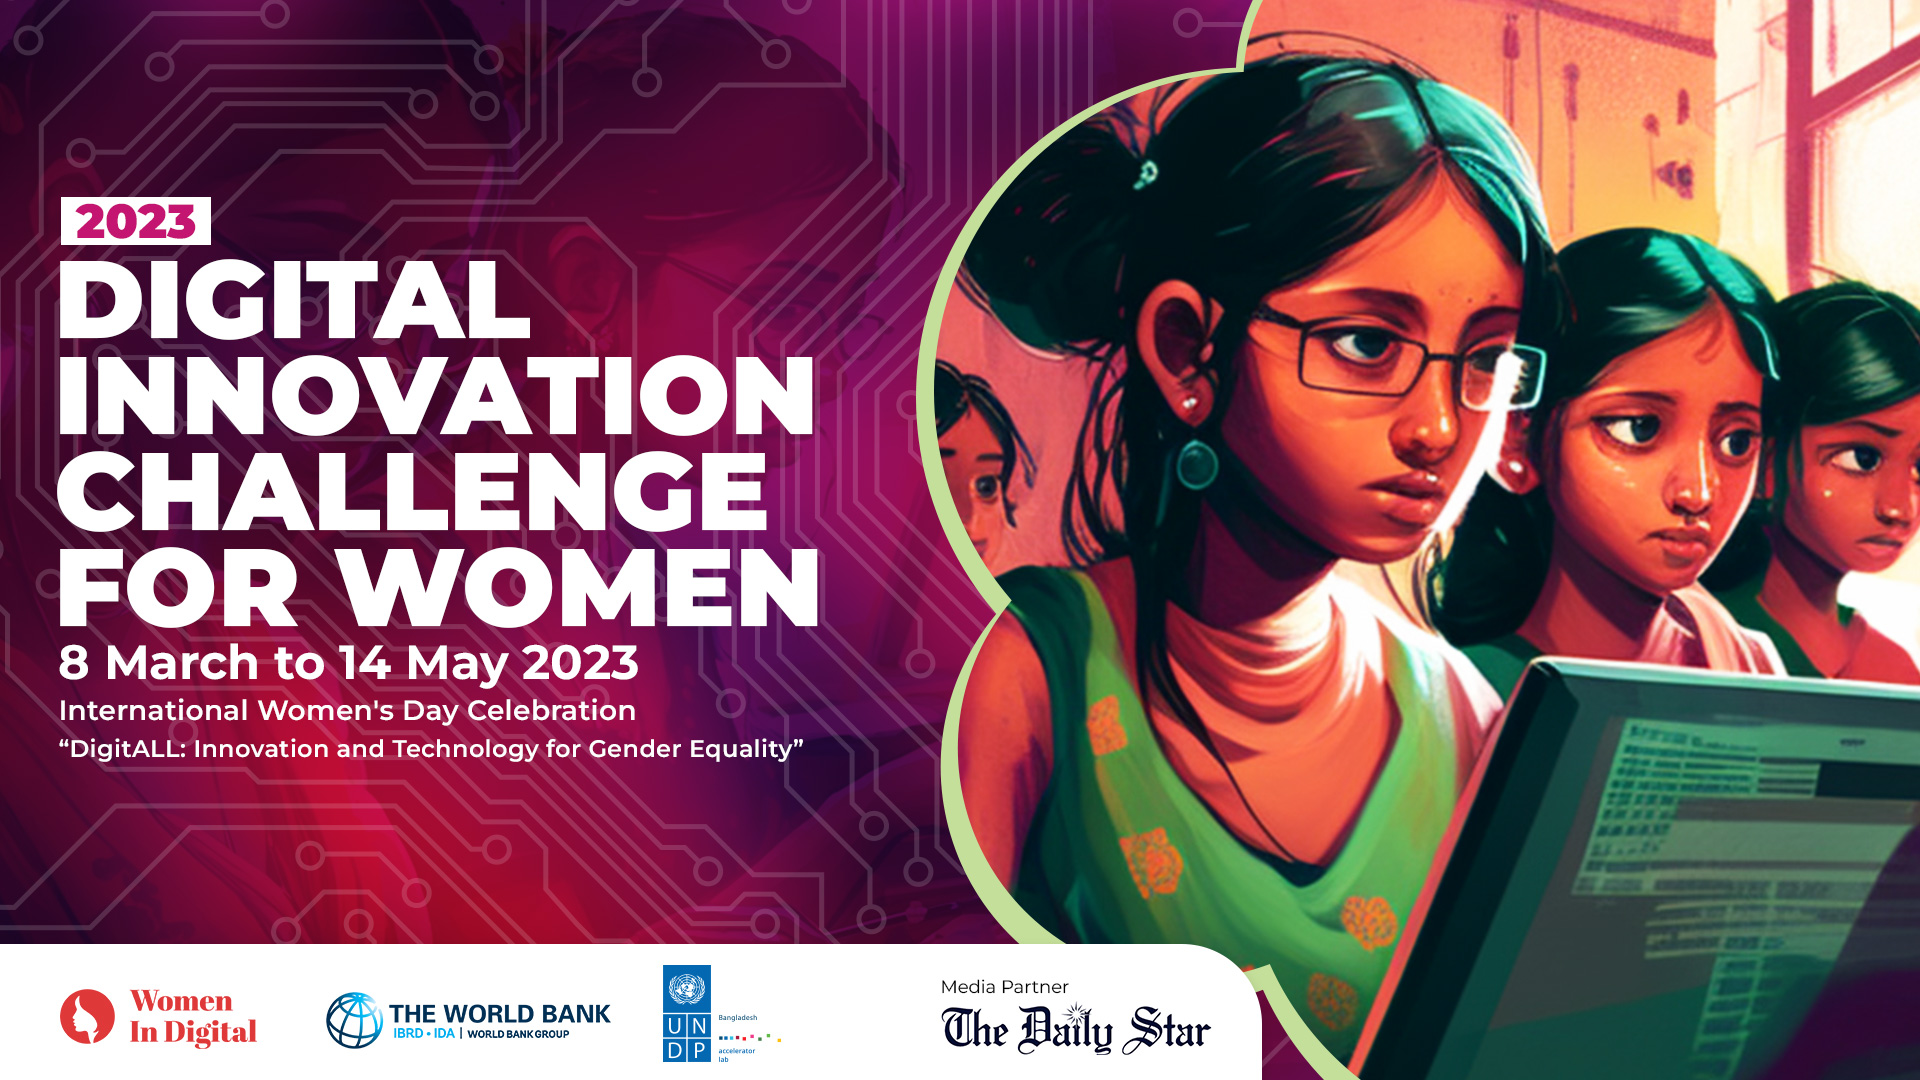 2023
DIGITAL
INNOVATION
CHALLENGE
FOR WOMEN
8 March to 14 May 2023
International Women's Day Celebration
“DigitALL: Innovation and Technology for Gender Equality”
Women
In Digital
THE WORLD BANK
IBRD • IDA | WORLD BANK GROUP
U N
D P
Bangladesh
accelerator
lab
Media Partner
The Daily Star